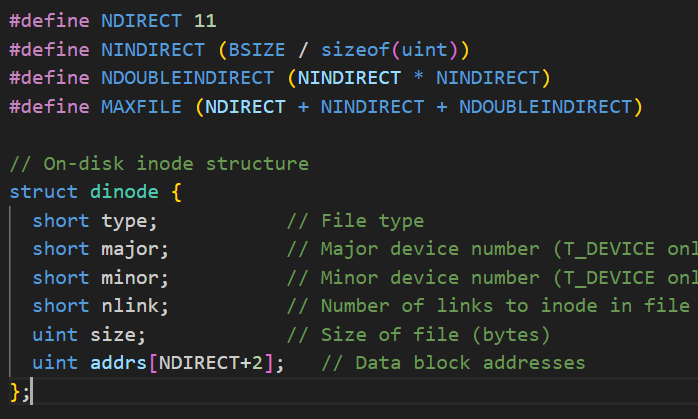 #define NDIRECT 11
#define NINDIRECT (BSIZE / sizeof(uint))
#define NDOUBLEINDIRECT (NINDIRECT * NINDIRECT)
#define MAXFILE (NDIRECT + NINDIRECT + NDOUBLEINDIRECT)

// On-disk inode structure
struct dinode {
  short type;           // File type
  short major;          // Major device number (T_DEVICE onl
  short minor;          // Minor device number (T_DEVICE onl
  short nlink;          // Number of links to inode in file
  uint size;            // Size of file (bytes)
  uint addrs[NDIRECT+2];   // Data block addresses
};